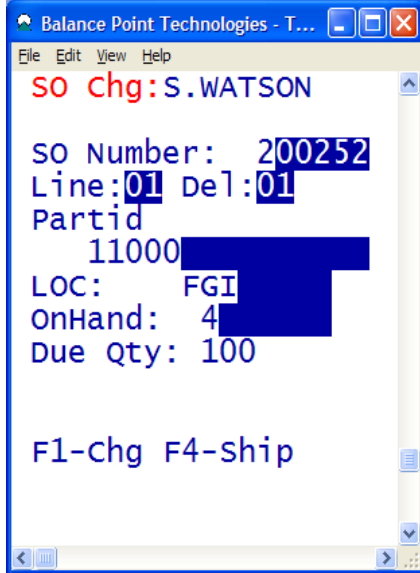 Balance Point Technologies - T...
File Edit View Help
SO Chg:S.WATSON
SO Number: 200252
Line:01 Del:01
Partid
11000
LOC: FGI
OnHand: 4
Due Qty: 100
F1-Chg F4-Ship